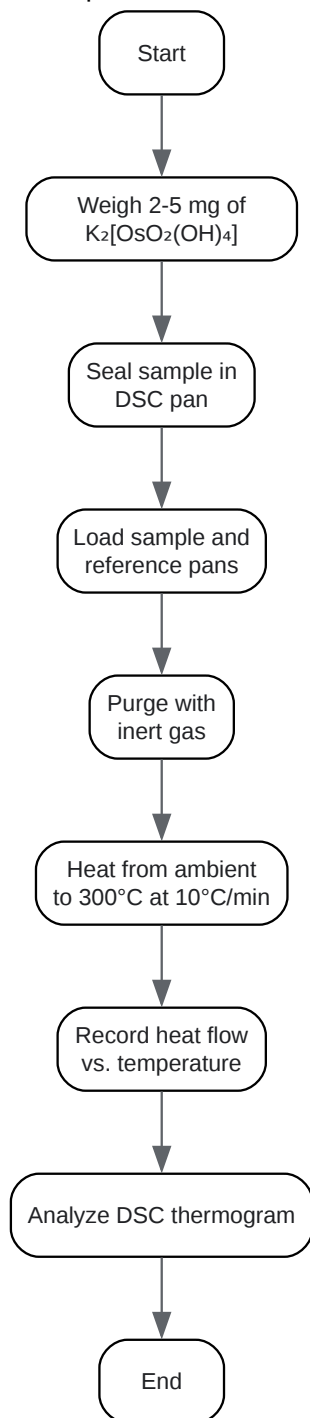 Start
Weigh 2-5 mg of
K₂[OsO₂(OH)₄]
Seal sample in
DSC pan
Load sample and
reference pans
Purge with
inert gas
Heat from ambient
to 300°C at 10°C/min
Record heat flow
vs. temperature
Analyze DSC thermogram
End